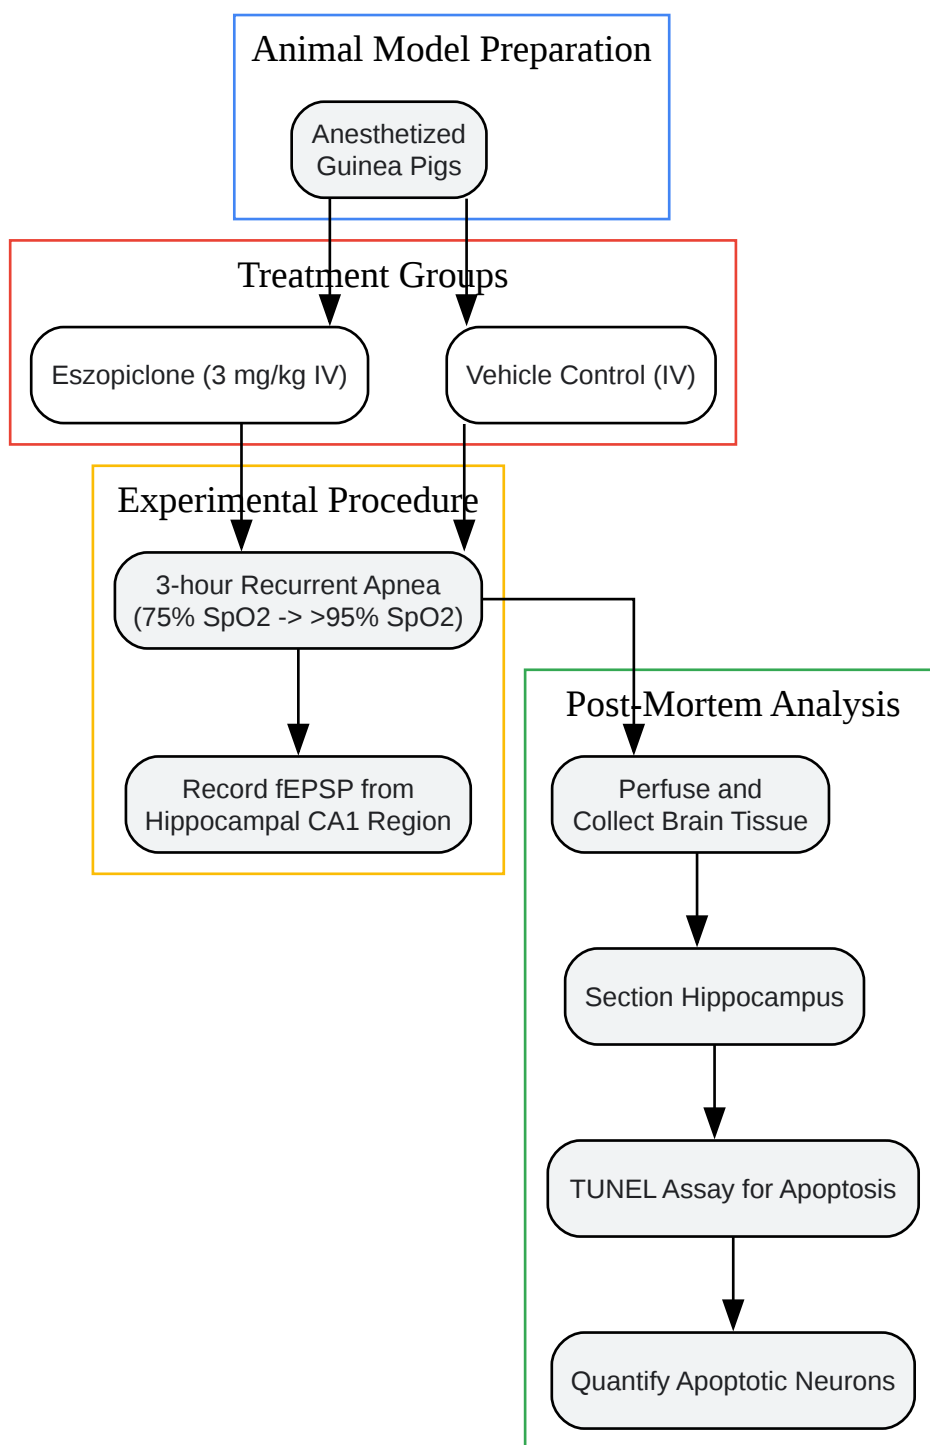 Animal Model Preparation
Anesthetized
Guinea Pigs
Treatment Groups
Eszopiclone (3 mg/kg IV)
Vehicle Control (IV)
Experimental Procedure
3-hour Recurrent Apnea
(75% SpO2 -> >95% SpO2)
Record fEPSP from
Hippocampal CA1 Region
Post-Mortem Analysis
Perfuse and
Collect Brain Tissue
Section Hippocampus
TUNEL Assay for Apoptosis
Quantify Apoptotic Neurons